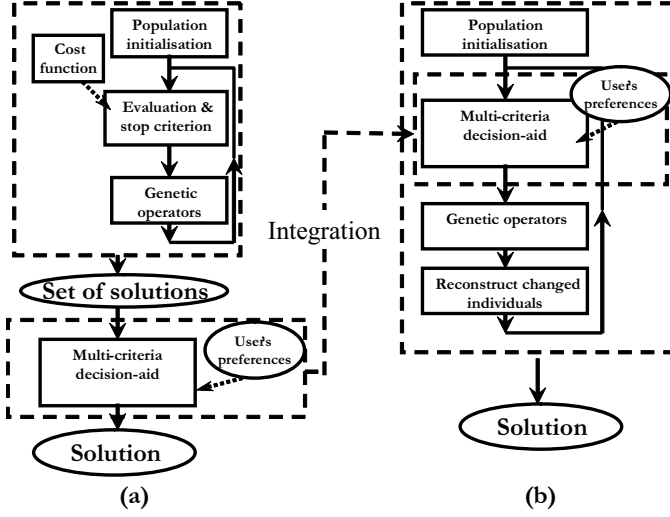 Population
initialisation
Cost
function
Evaluation &
stop criterion
Genetic
operators
Set of solutions
Multi-criteria
decision-aid
User's
preferences
Solution
(a)
Integration
Population
initialisation
User's
preferences
Multi-criteria
decision-aid
Genetic operators
Reconstruct changed
individuals
Solution
(b)